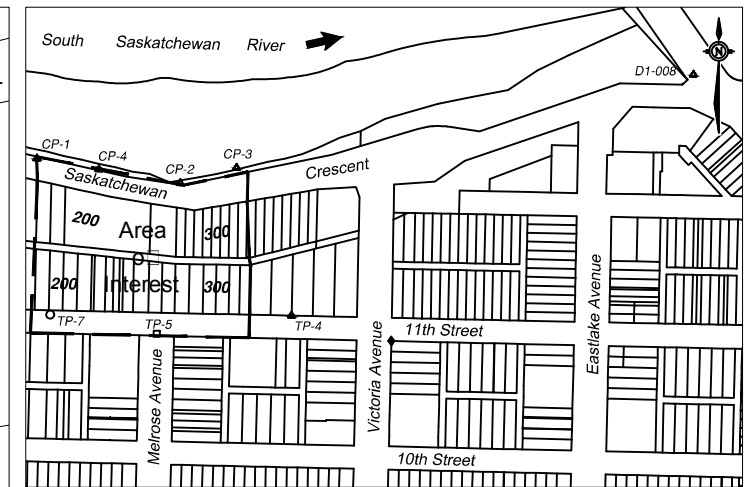 South Saskatchewan River
N
D1-008
CP-1
CP-4
CP-2
CP-3
Saskatchewan Crescent
200
Area
300
of
200
Interest
300
TP-7
TP-5
TP-4
11th Street
Melrose Avenue
Victoria Avenue
Eastlake Avenue
10th Street